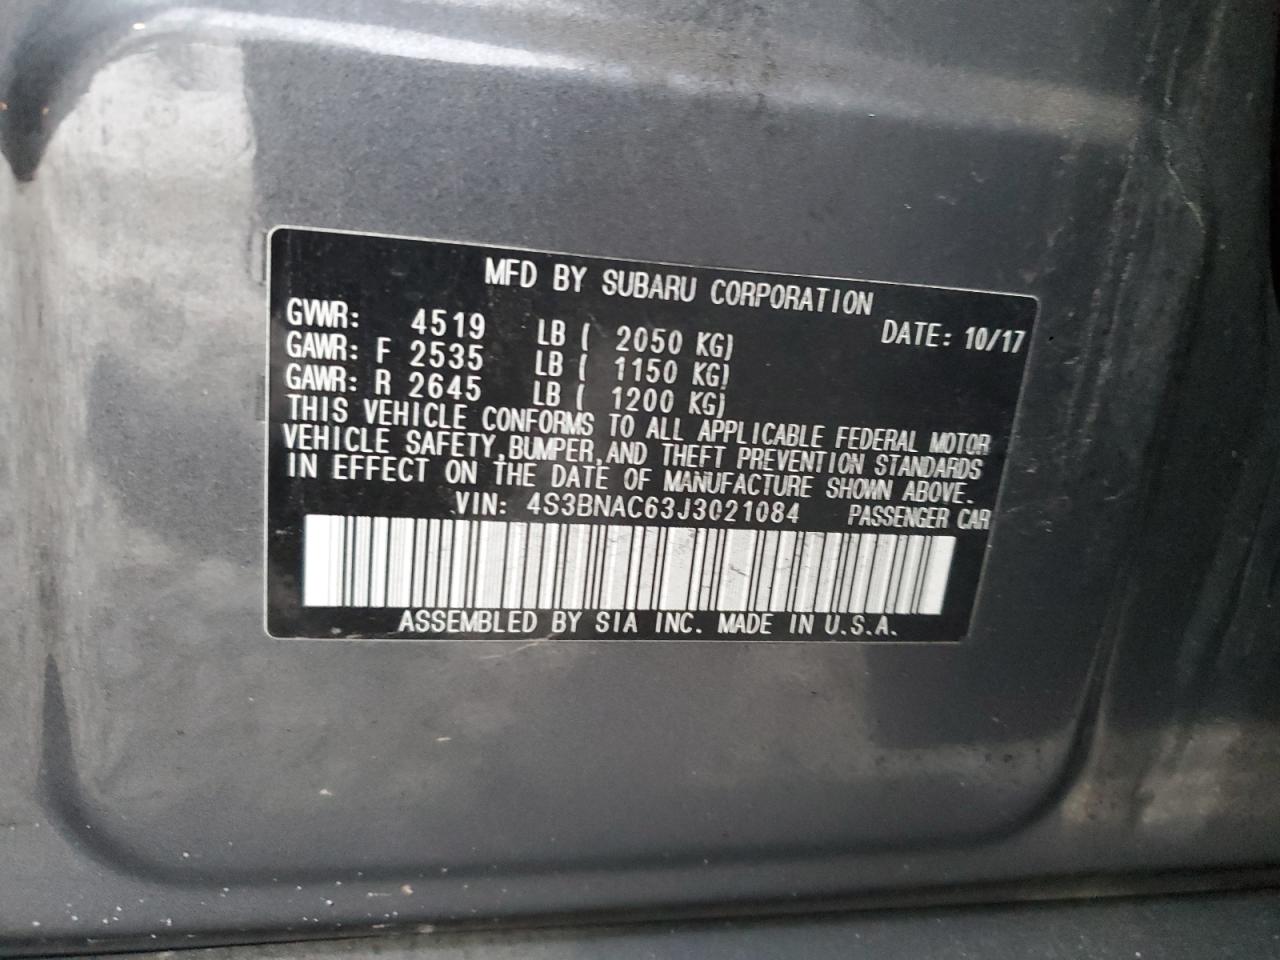 MFD BY SUBARU CORPORATION
GVWR: 4519 LB ( 2050 KG) DATE: 10/17
GAWR: F 2535 LB ( 1150 KG)
GAWR: R 2645 LB ( 1200 KG)
THIS VEHICLE CONFORMS TO ALL APPLICABLE FEDERAL MOTOR
VEHICLE SAFETY, BUMPER, AND THEFT PREVENTION STANDARDS
IN EFFECT ON THE DATE OF MANUFACTURE SHOWN ABOVE.
VIN: 4S3BNAC63J3021084 PASSENGER CAR
ASSEMBLED BY SIA INC. MADE IN U.S.A.